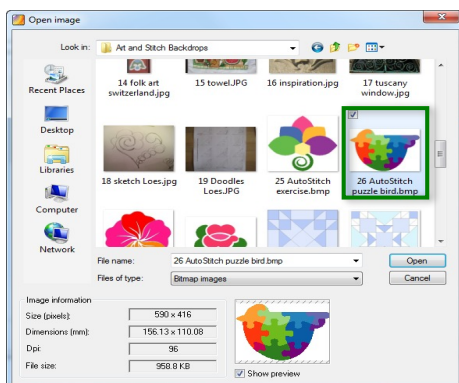 Open image
Look in:
Art and Stitch Backdrops
Recent Places
Desktop
Libraries
Computer
Network
14 folk art
switzerland.jpg
15 towel.JPG
16 inspiration.jpg
17 tuscany
window.jpg
18 sketch Loes.jpg
19 Doodles
Loes.JPG
25 AutoStitch
exercise.bmp
26 AutoStitch
puzzle bird.bmp
File name:
26 AutoStitch puzzle bird.bmp
Open
Files of type:
Bitmap images
Cancel
Image information
Size (pixels):
590 x 416
Dimensions (mm):
156.13 x 110.08
Dpi:
96
File size:
958.8 KB
Show preview